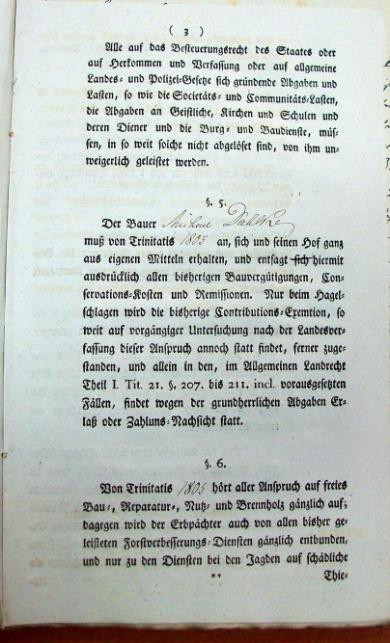 ( 3 )
Alle auf das Besteuerungsrecht des Staates oder
auf Herkommen und Verfassung oder auf allgemeine
Landes- und Polizei-Gesetze sich gründende Abgaben und
Lasten, so wie die Societäts- und Communitäts-Lasten,
die Abgaben an Geistliche, Kirchen und Schulen und
deren Diener und die Burg- und Baudienste, müs-
sen, in so weit solche nicht abgelöset sind, von ihm un-
weigerlich geleistet werden.
§. 5.
Der Bauer Dahlke
muß von Trinitatis 1805 an, sich und seinen Hof ganz
aus eigenen Mitteln erhalten, und entsagt sich hiermit
ausdrücklich allen bisherigen Bauvergütigungen, Con-
servations-Kosten und Remissionen. Nur beim Hagel-
schlagen wird die bisherige Contributions-Exemtion, so
weit auf vorgängiger Untersuchung nach der Landesver-
fassung dieser Anspruch annoch statt findet, ferner zuge-
standen, und allein in den, im Allgemeinen Landrecht
Theil I. Tit. 21. §. 207. bis 211. incl. vorausgesetzten
Fällen, findet wegen der grundherrlichen Abgaben Er-
laß oder Zahlungs-Nachsicht statt.
§. 6.
Von Trinitatis 1805 hört aller Anspruch auf freies
Bau-, Reparatur-, Nutz- und Brennholz gänzlich auf;
dagegen wird der Erbpächter auch von allen bisher ge-
leisteten Forstverbesserungs-Diensten gänzlich entbunden,
und nur zu den Diensten bei den Jagden auf schädliche
** Thie-